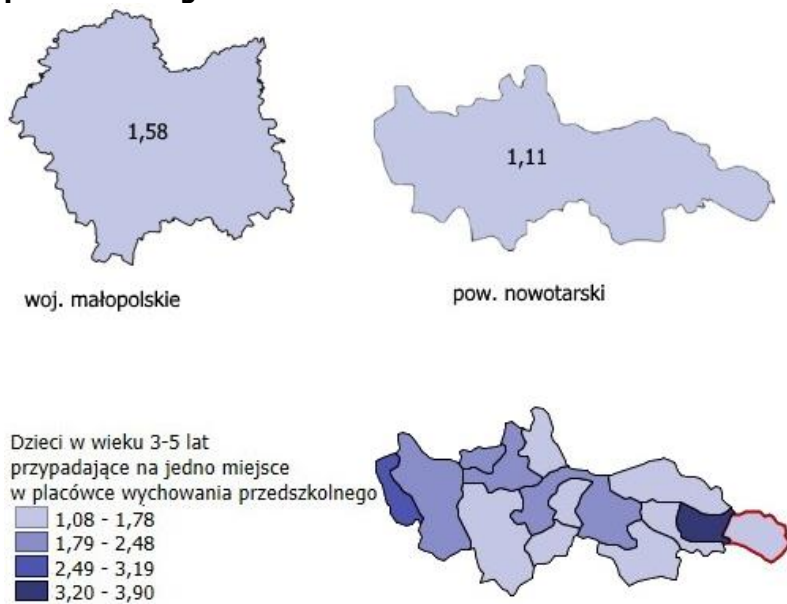 1,58
1,11
woj. małopolskie
pow. nowotarski
Dzieci w wieku 3-5 lat
przypadające na jedno miejsce
w placówce wychowania przedszkolnego
1,08 - 1,78
1,79 - 2,48
2,49 - 3,19
3,20 - 3,90